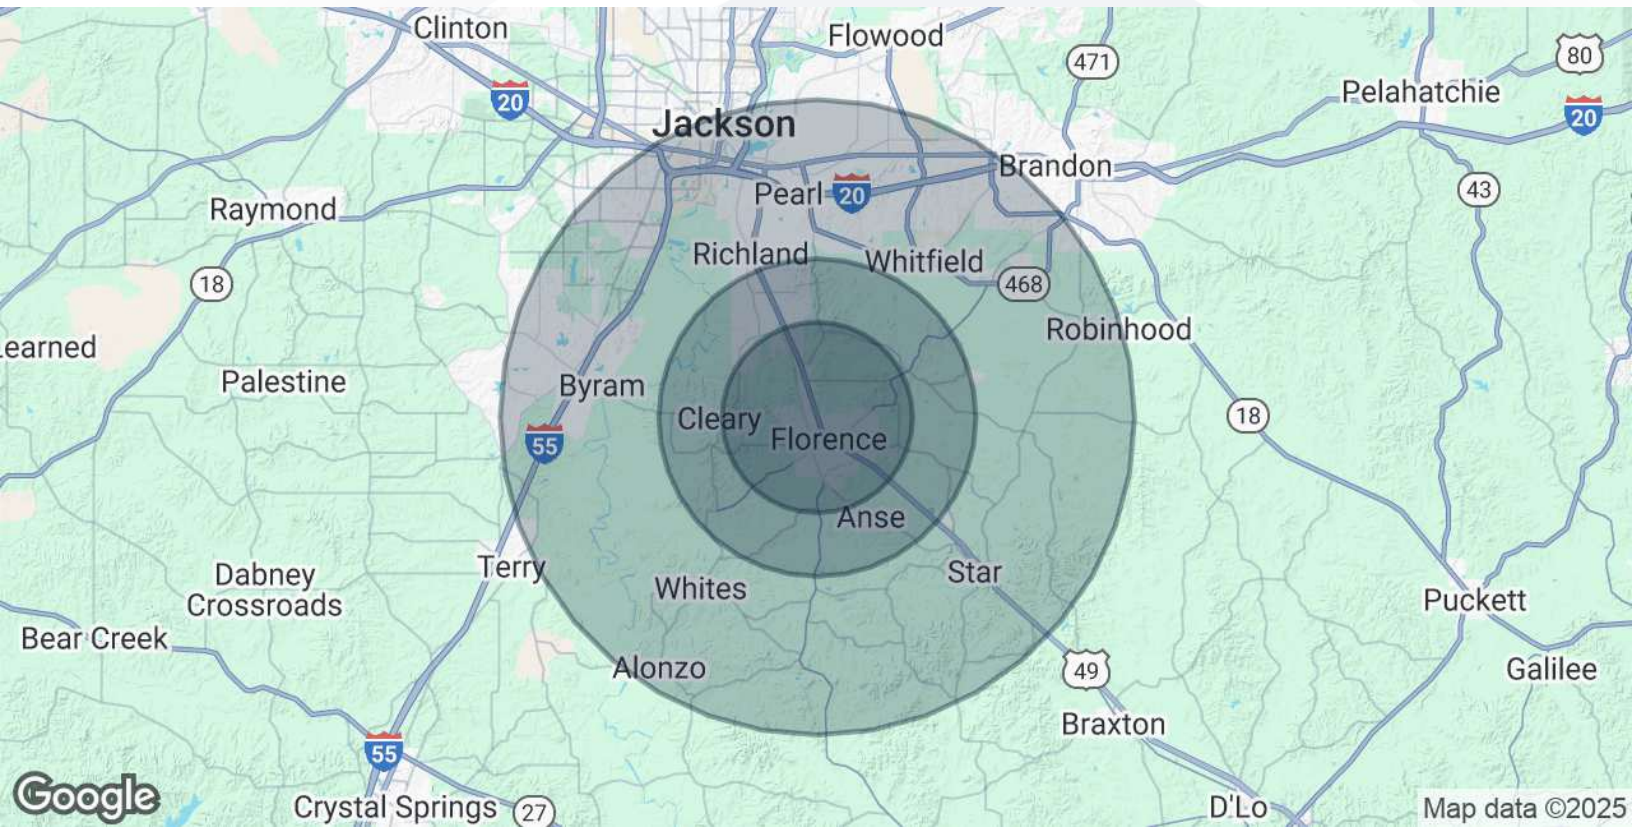 Clinton
Flowood
471
80
Pelahatchie
20
20
Jackson
Brandon
Pearl
20
43
Raymond
Richland
Whitfield
18
468
Robinhood
Learned
Palestine
Byram
Cleary
18
Florence
55
Anse
Terry
Star
Dabney
Crossroads
Whites
Puckett
Bear Creek
Alonzo
49
Galilee
Braxton
55
Google
Crystal Springs
27
D'Lo
Map data ©2025